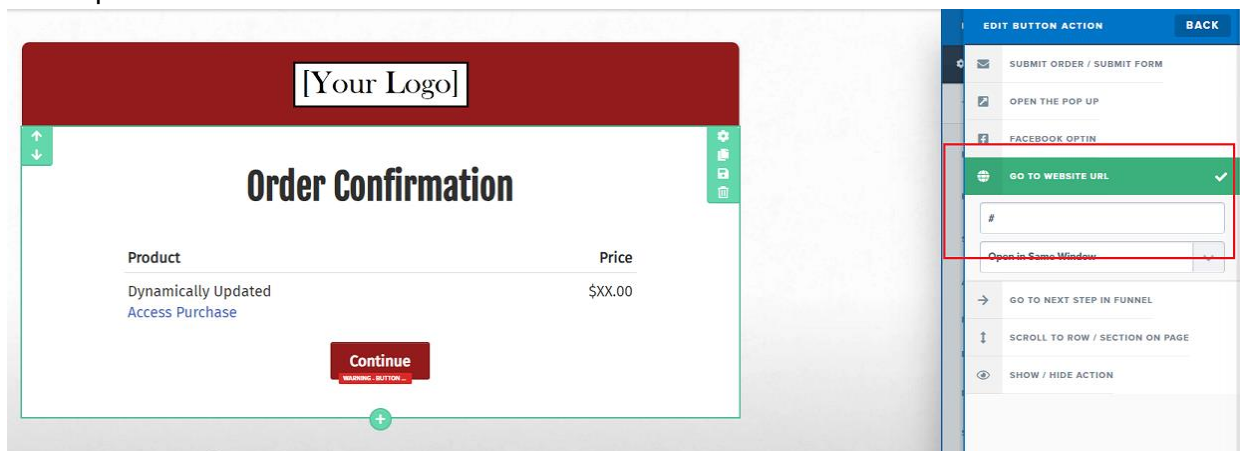 [Your Logo]
Order Confirmation
Product Price
Dynamically Updated $XX.00
Access Purchase
Continue
WARNING - BUTTON ...
EDIT BUTTON ACTION BACK
SUBMIT ORDER / SUBMIT FORM
OPEN THE POP UP
FACEBOOK OPTIN
GO TO WEBSITE URL
#
Open in Same Window
GO TO NEXT STEP IN FUNNEL
SCROLL TO ROW / SECTION ON PAGE
SHOW / HIDE ACTION